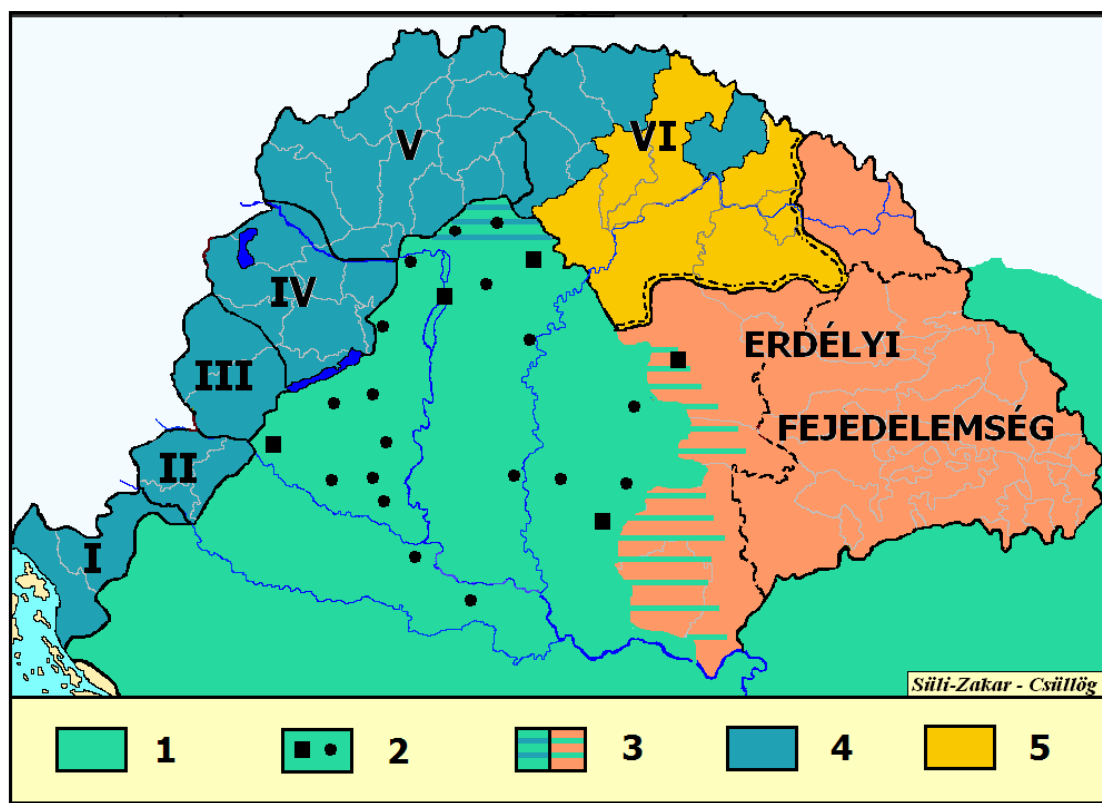 V
VI
IV
III
II
I
ERDÉLYI
FEJEDELEMSÉG
Süli-Zakar - Csüllög
1 2 3 4 5